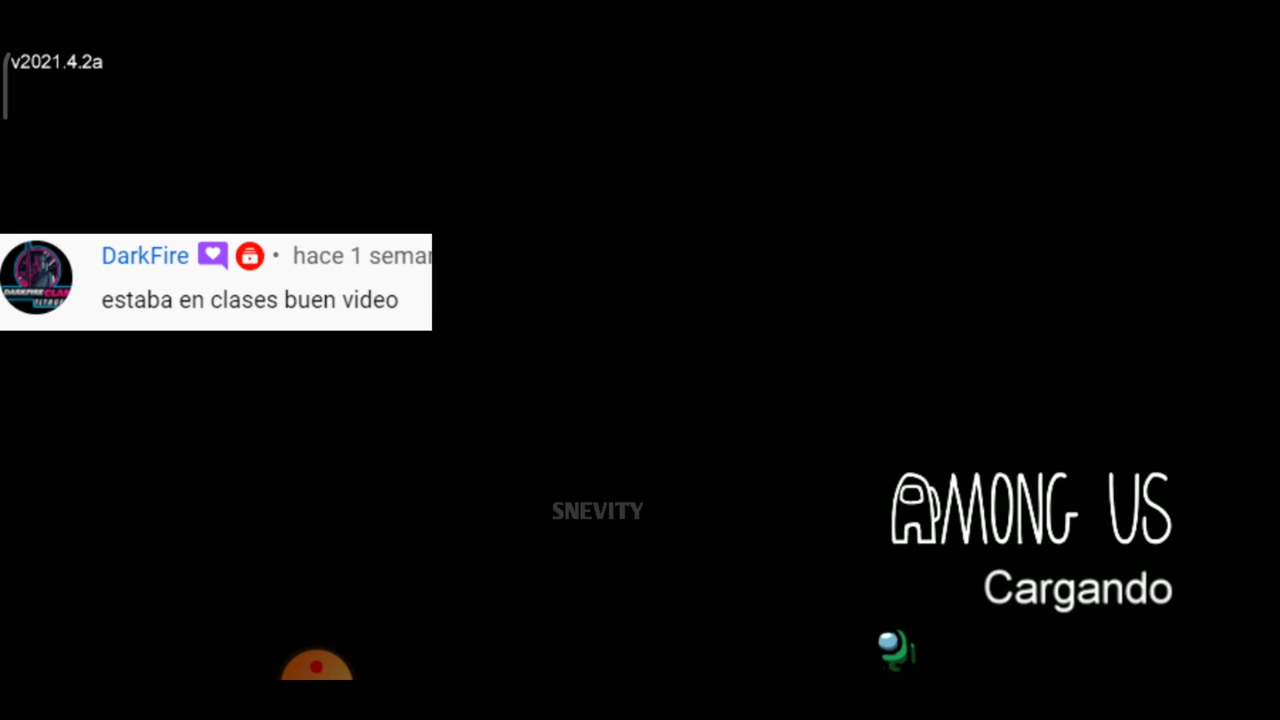 v2021.4.2a
DarkFire • hace 1 semar
estaba en clases buen video
SNEVITY
AMONG US
Cargando